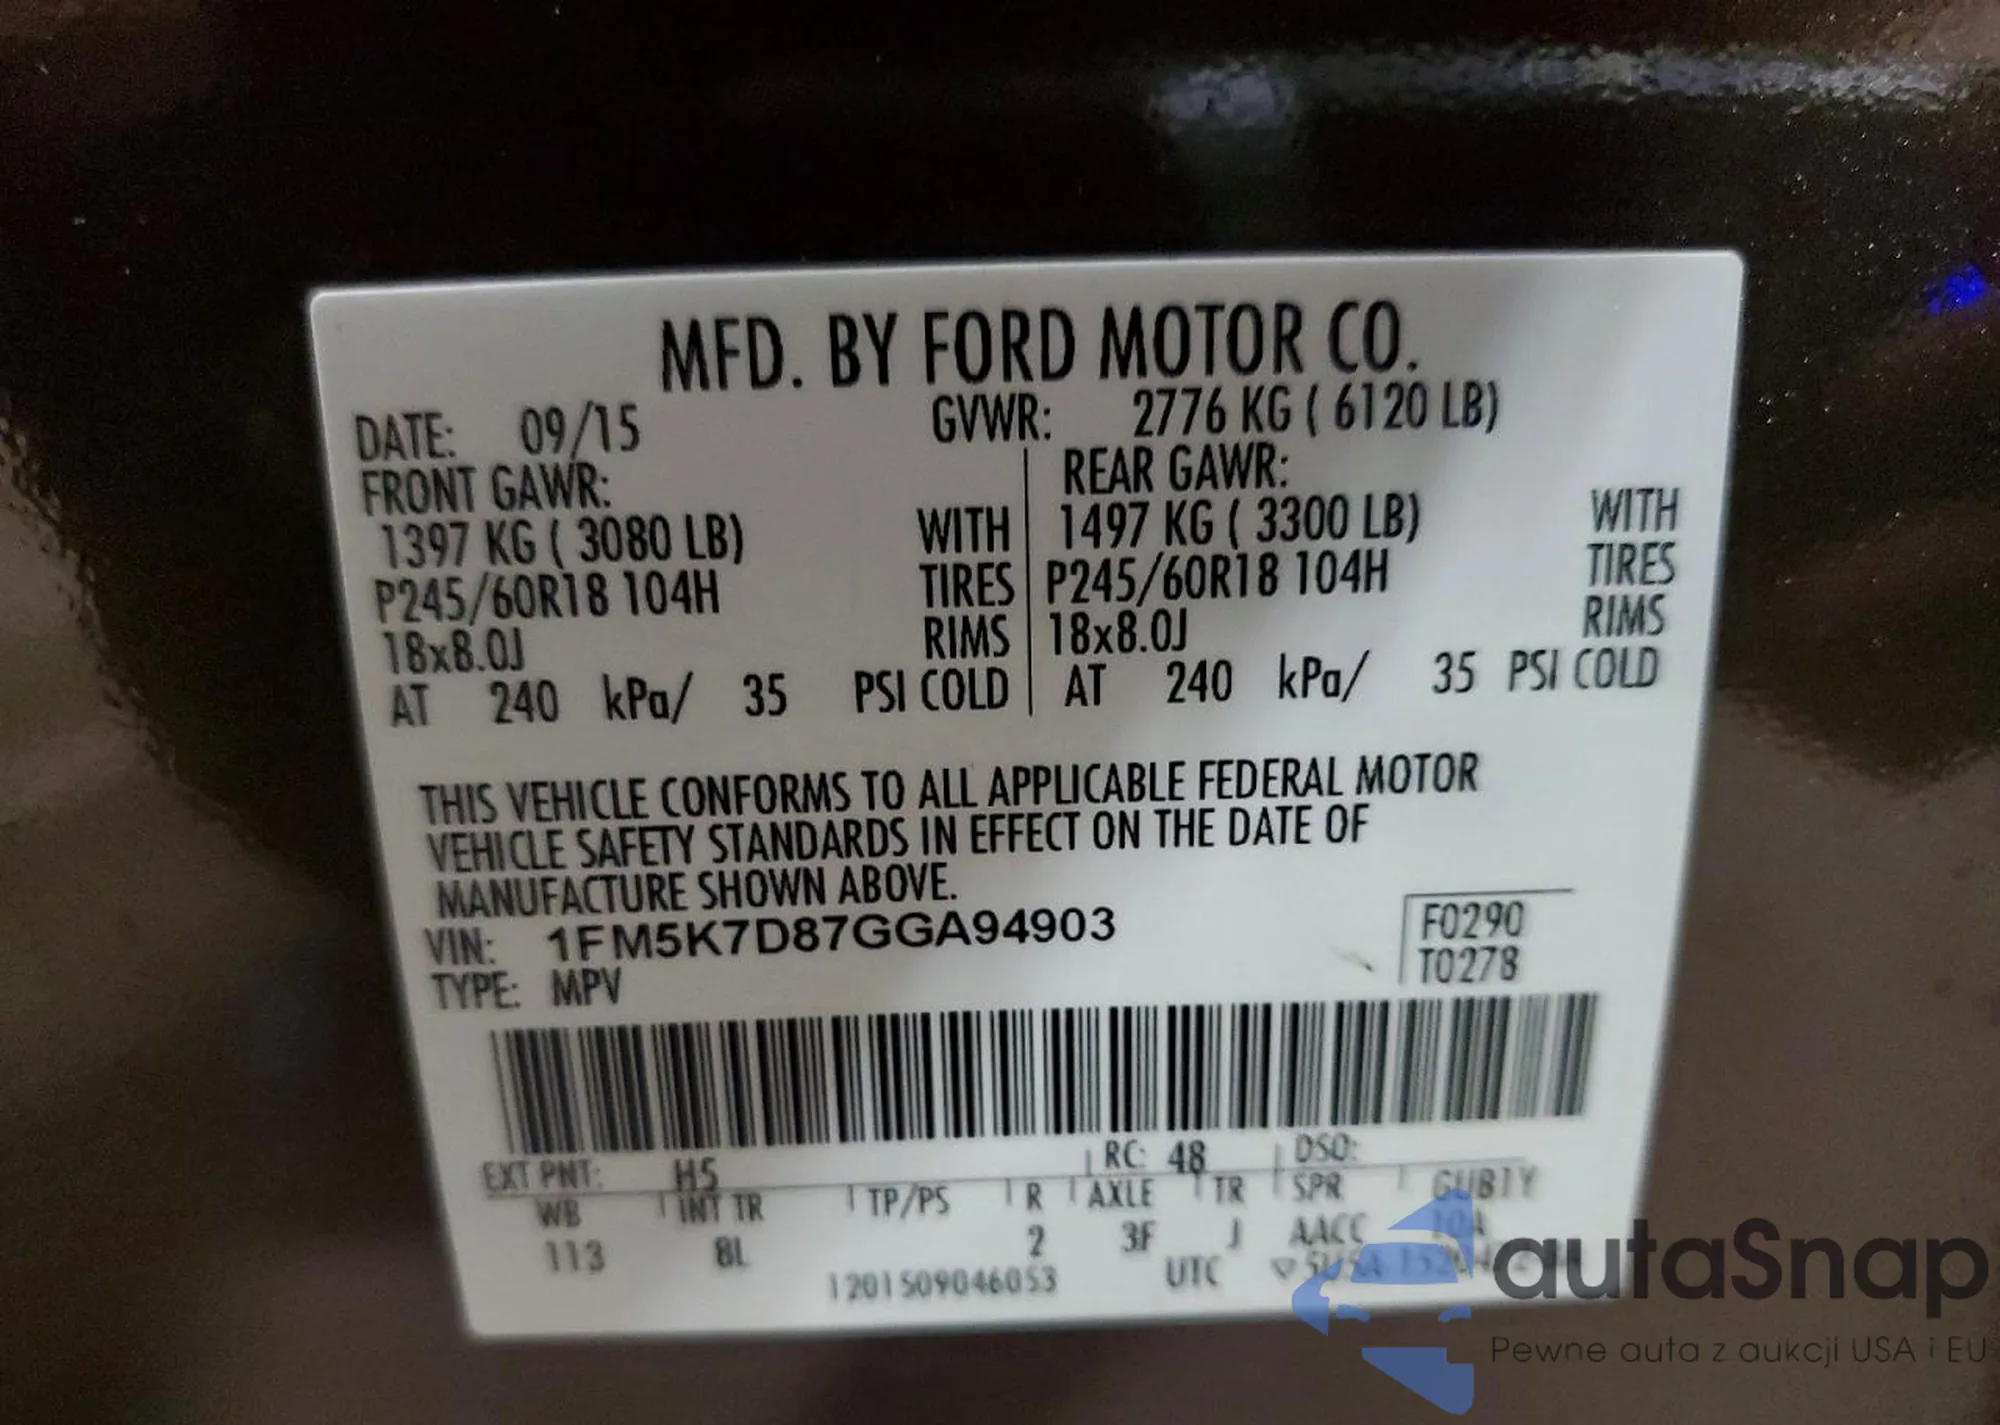 MFD. BY FORD MOTOR CO.
DATE: 09/15 GVWR: 2776 KG ( 6120 LB)
FRONT GAWR: REAR GAWR:
1397 KG ( 3080 LB) WITH 1497 KG ( 3300 LB) WITH
P245/60R18 104H TIRES P245/60R18 104H TIRES
18x8.0J RIMS 18x8.0J RIMS
AT 240 kPa/ 35 PSI COLD AT 240 kPa/ 35 PSI COLD
THIS VEHICLE CONFORMS TO ALL APPLICABLE FEDERAL MOTOR
VEHICLE SAFETY STANDARDS IN EFFECT ON THE DATE OF
MANUFACTURE SHOWN ABOVE.
VIN: 1FM5K7D87GGA94903 F0290
TYPE: MPV T0278
EXT PNT: H5 RC: 48 DSO:
WB INT TR TP/PS R AXLE TR SPR
113 8L 2 3F J AACC
1201509046053 UTC
autaSnap
Pewne auta z aukcji USA i EU